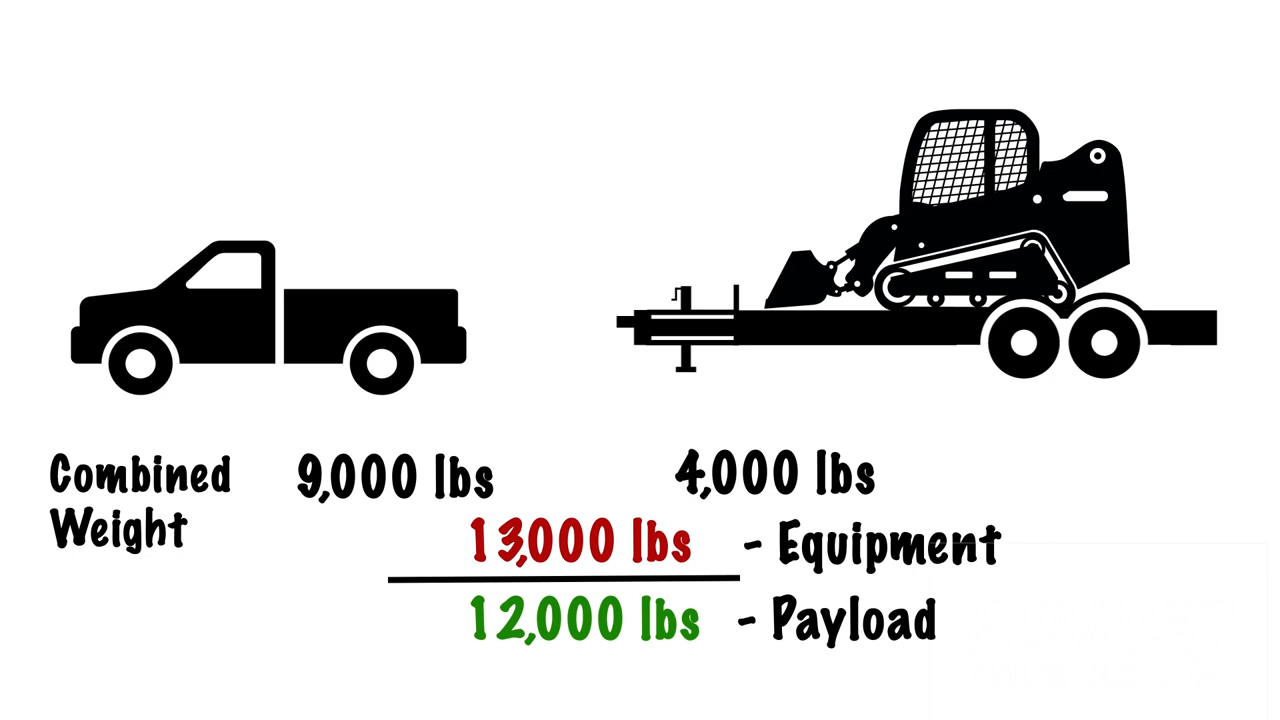 Combined 9,000 lbs 4,000 lbs
Weight
13,000 lbs - Equipment
12,000 lbs - Payload